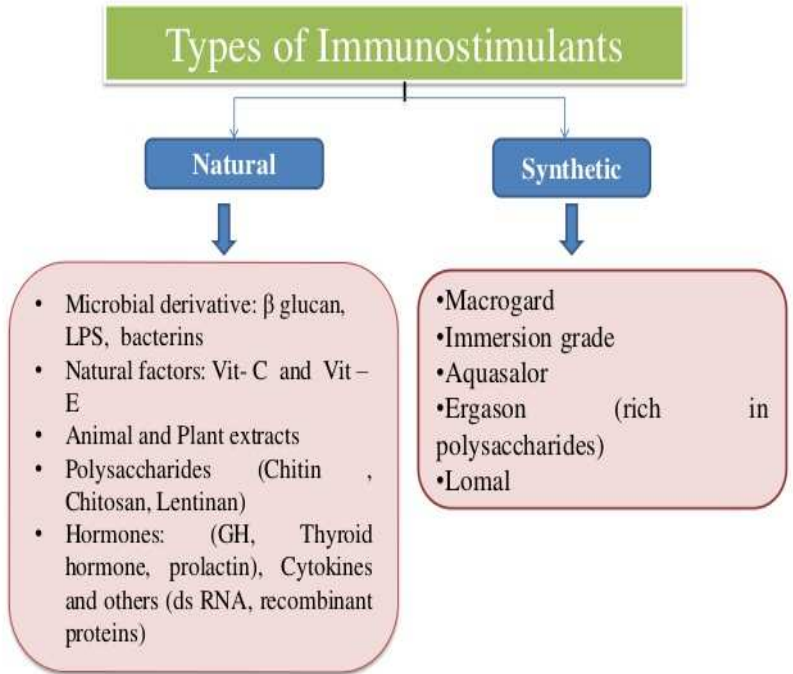 Types of Immunostimulants
Natural
Synthetic
• Microbial derivative: β glucan,
LPS, bacterins
• Natural factors: Vit- C and Vit –
E
• Animal and Plant extracts
• Polysaccharides (Chitin ,
Chitosan, Lentinan)
• Hormones: (GH, Thyroid
hormone, prolactin), Cytokines
and others (ds RNA, recombinant
proteins)
•Macrogard
•Immersion grade
•Aquasalor
•Ergason (rich in
polysaccharides)
•Lomal